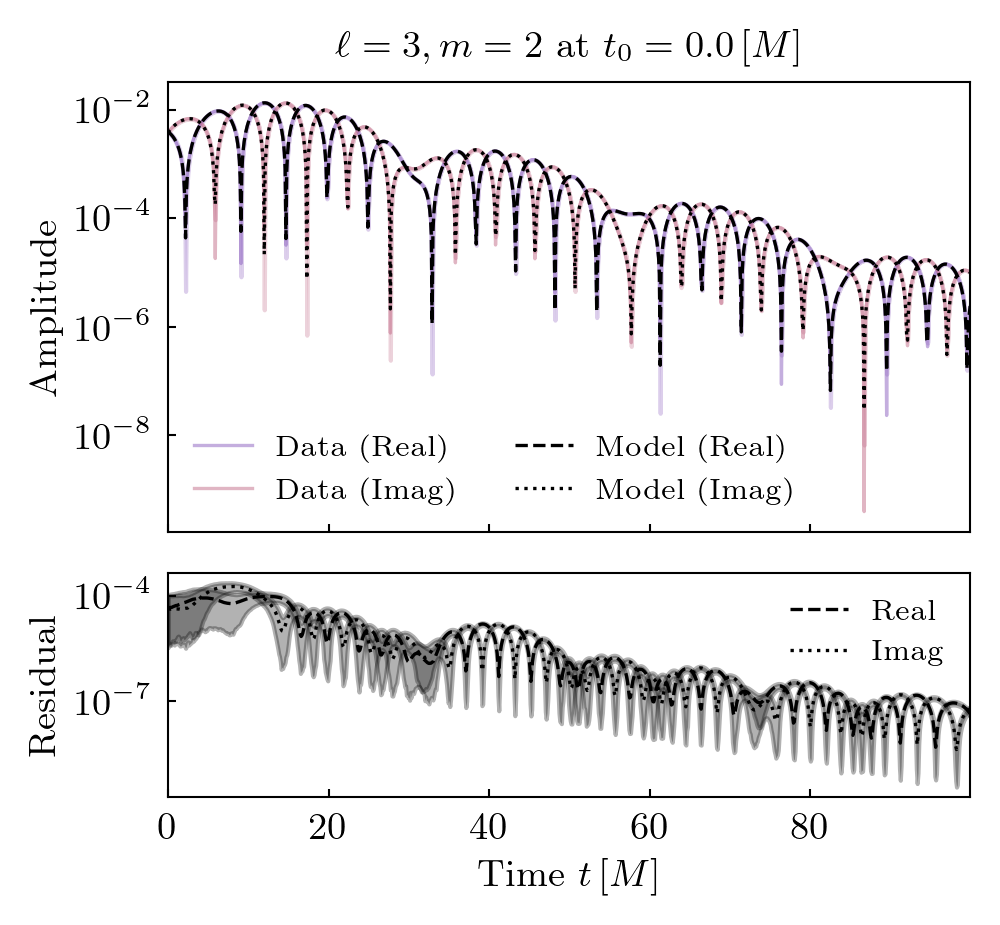 ℓ = 3, m = 2 at t₀ = 0.0 [M]
10⁻²
10⁻⁴
10⁻⁶
10⁻⁸
Amplitude
Data (Real)
Data (Imag)
Model (Real)
Model (Imag)
10⁻⁴
10⁻⁷
Residual
Real
Imag
0 20 40 60 80
Time t [M]